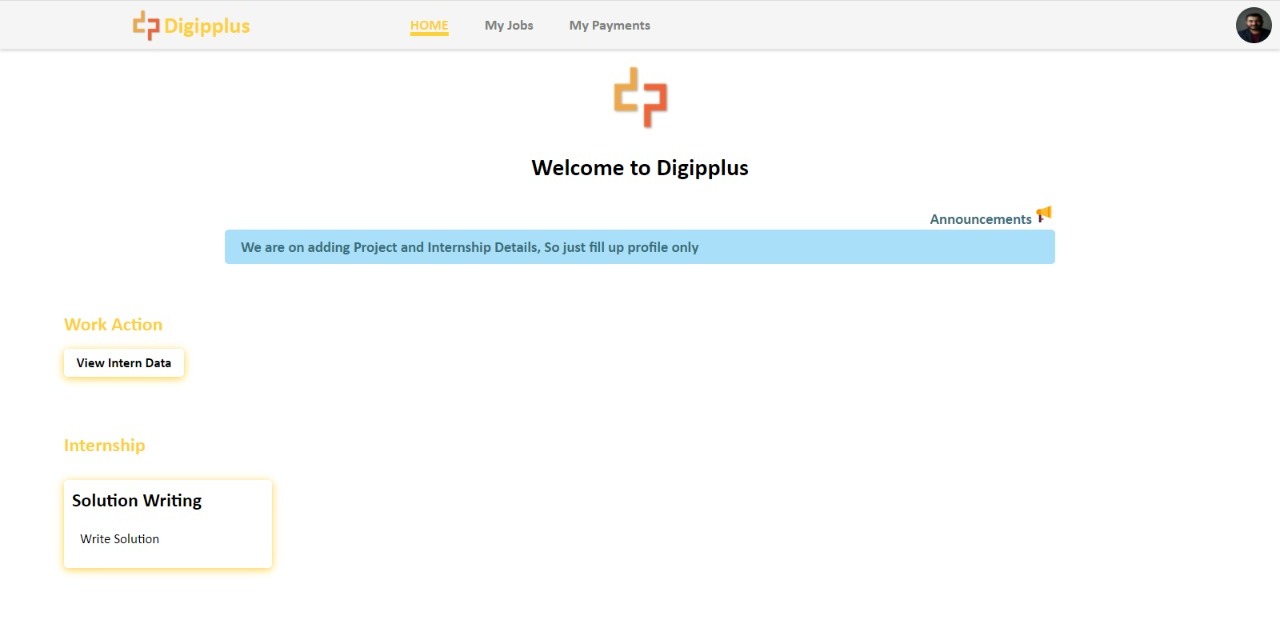 Digipplus
HOME My Jobs My Payments
Welcome to Digipplus
Announcements
We are on adding Project and Internship Details, So just fill up profile only
Work Action
View Intern Data
Internship
Solution Writing
Write Solution